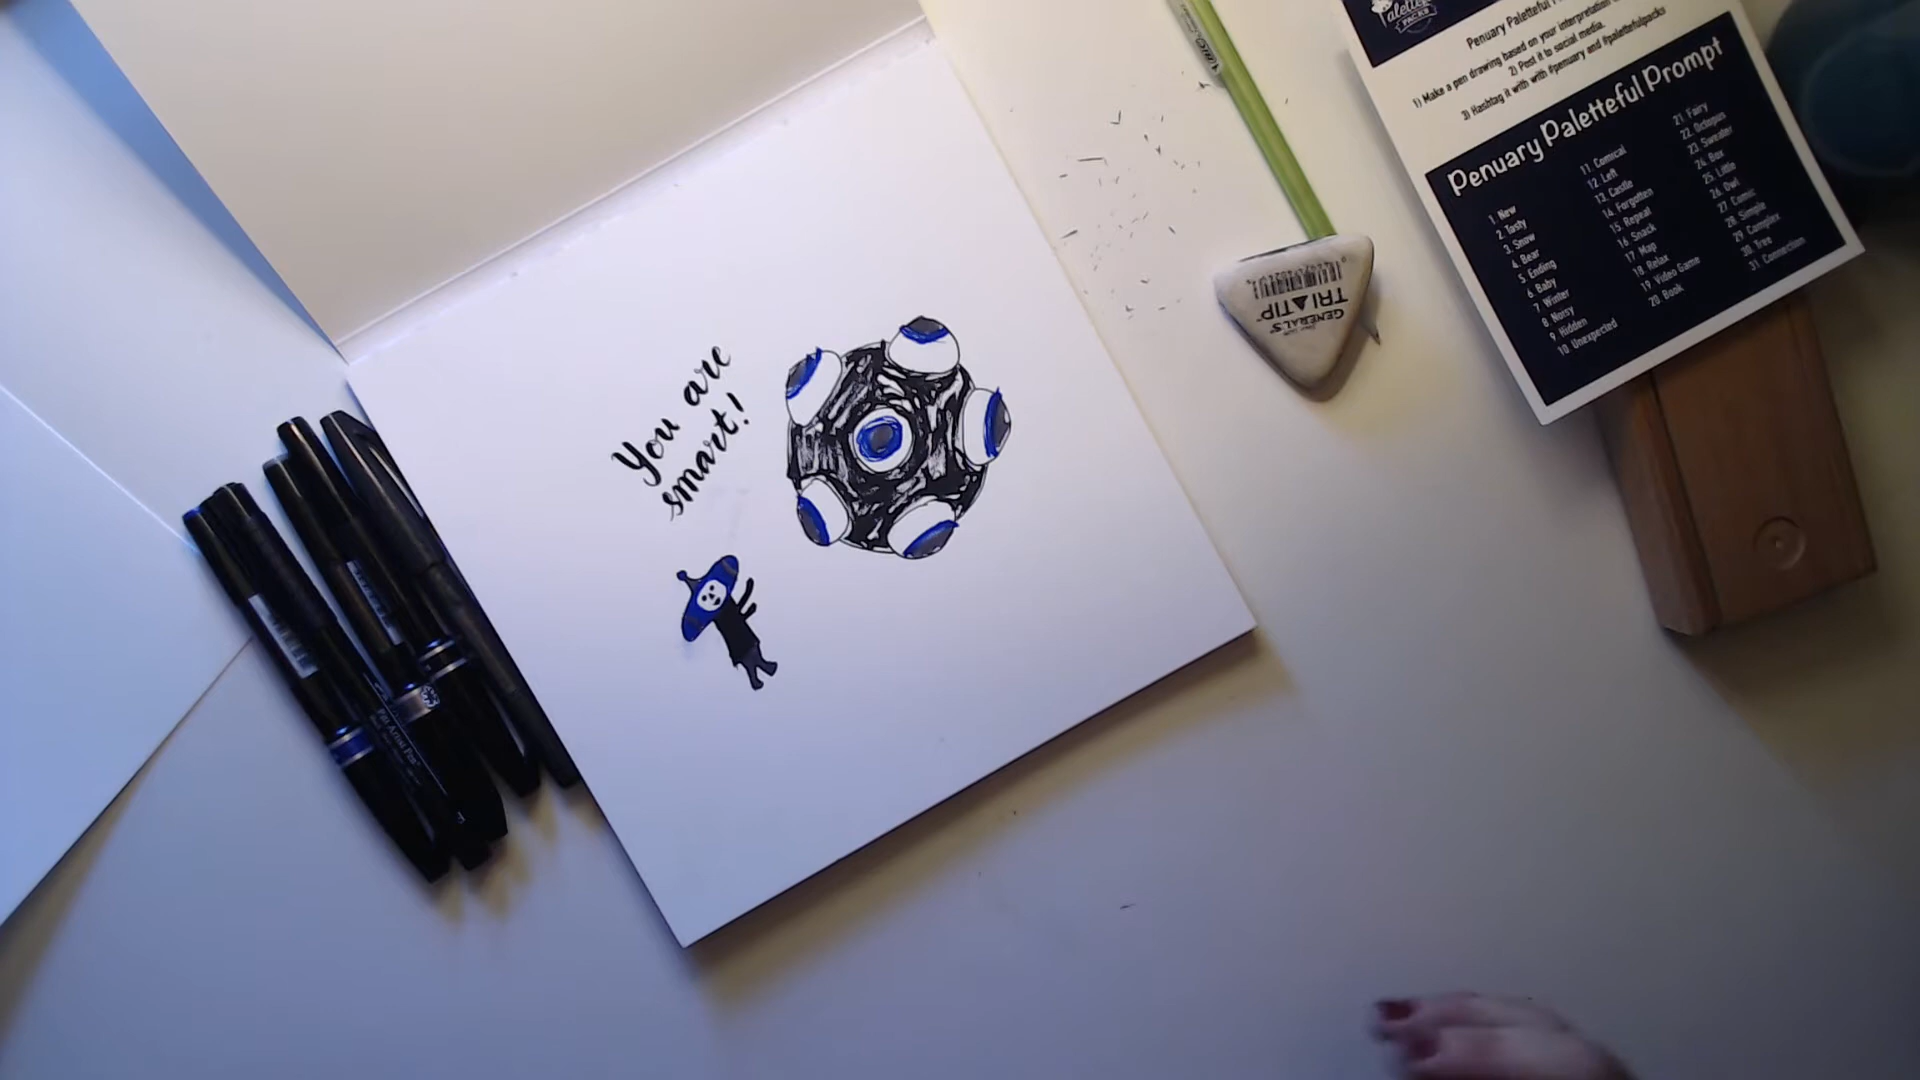 You are
smart!
Penuary Paletteful P
1) Make a pen drawing based on your interpretation
2) Post it to social media.
3) Hashtag it with with #penuary and #palettefulpacks
Penuary Paletteful Prompt
1. New
2. Tasty
3. Snow
4. Bear
5. Ending
6. Baby
7. Winter
8. Noisy
9. Hidden
10. Unexpected
11. Comical
12. Left
13. Castle
14. Forgotten
15. Repeat
16. Snack
17. Map
18. Relax
19. Video Game
20. Book
21. Fairy
22. Octopus
23. Sweater
24. Box
25. Little
26. Owl
27. Comic
28. Simple
29. Complex
30. Tree
31. Connection
GENERAL'S
TRI TIP
BIC